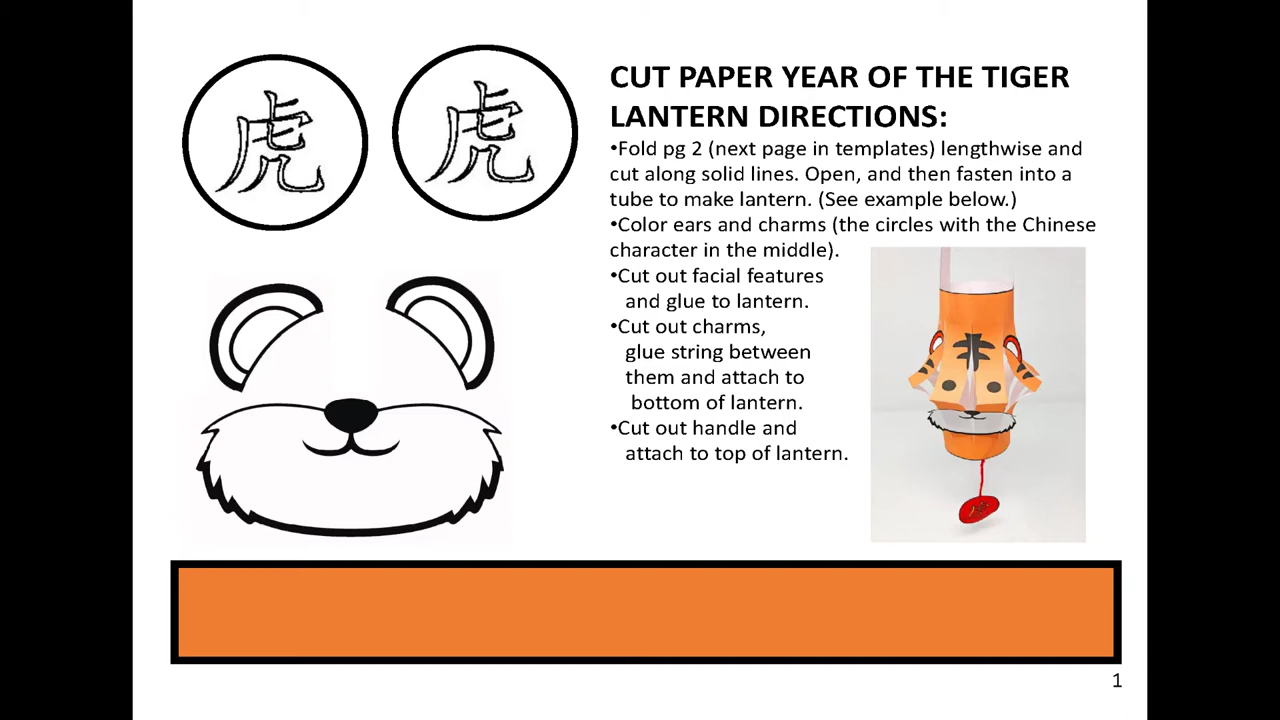 虎
虎
CUT PAPER YEAR OF THE TIGER
LANTERN DIRECTIONS:
•Fold pg 2 (next page in templates) lengthwise and
cut along solid lines. Open, and then fasten into a
tube to make lantern. (See example below.)
•Color ears and charms (the circles with the Chinese
character in the middle).
•Cut out facial features
and glue to lantern.
•Cut out charms,
glue string between
them and attach to
bottom of lantern.
•Cut out handle and
attach to top of lantern.
1